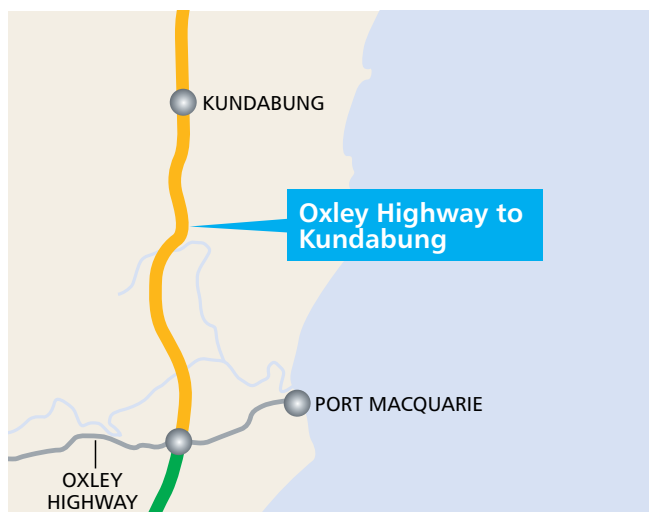 KUNDABUNG
Oxley Highway to
Kundabung
PORT MACQUARIE
OXLEY
HIGHWAY